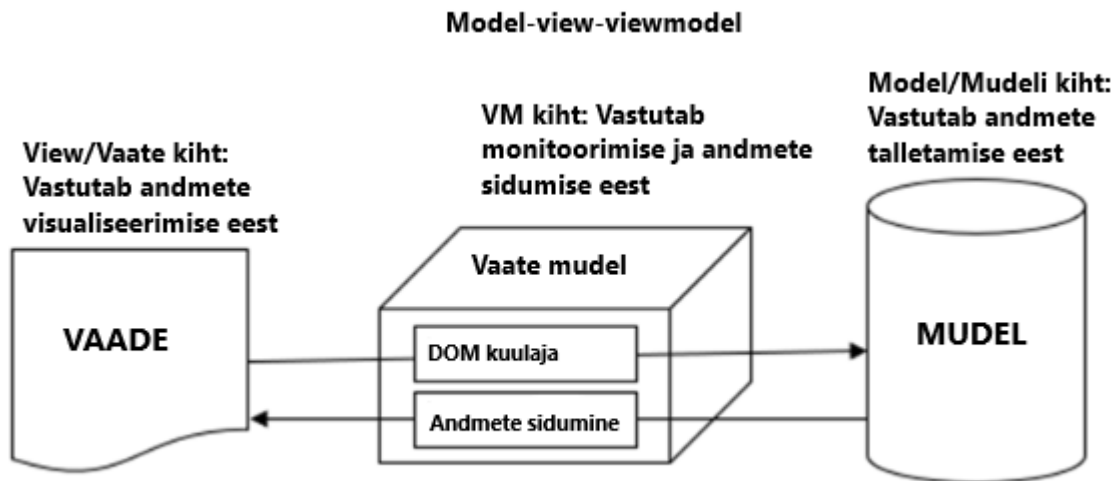 Model-view-viewmodel
View/Vaate kiht:
Vastutab andmete
visualiseerimise eest
VAADE
VM kiht: Vastutab
monitoorimise ja andmete
sidumise eest
Vaate mudel
DOM kuulaja
Andmete sidumine
Model/Mudeli kiht:
Vastutab andmete
talletamise eest
MUDEL